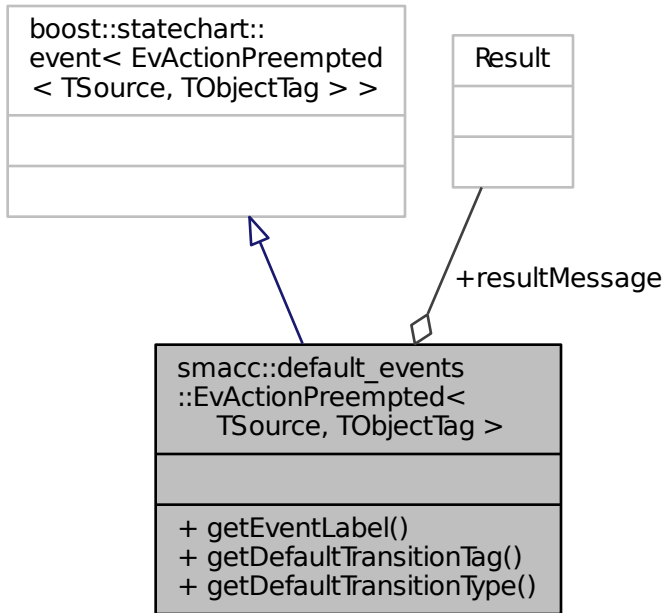 boost::statechart::
event< EvActionPreempted
< TSource, TObjectTag > >
Result
+resultMessage
smacc::default_events
::EvActionPreempted<
TSource, TObjectTag >
+ getEventLabel()
+ getDefaultTransitionTag()
+ getDefaultTransitionType()